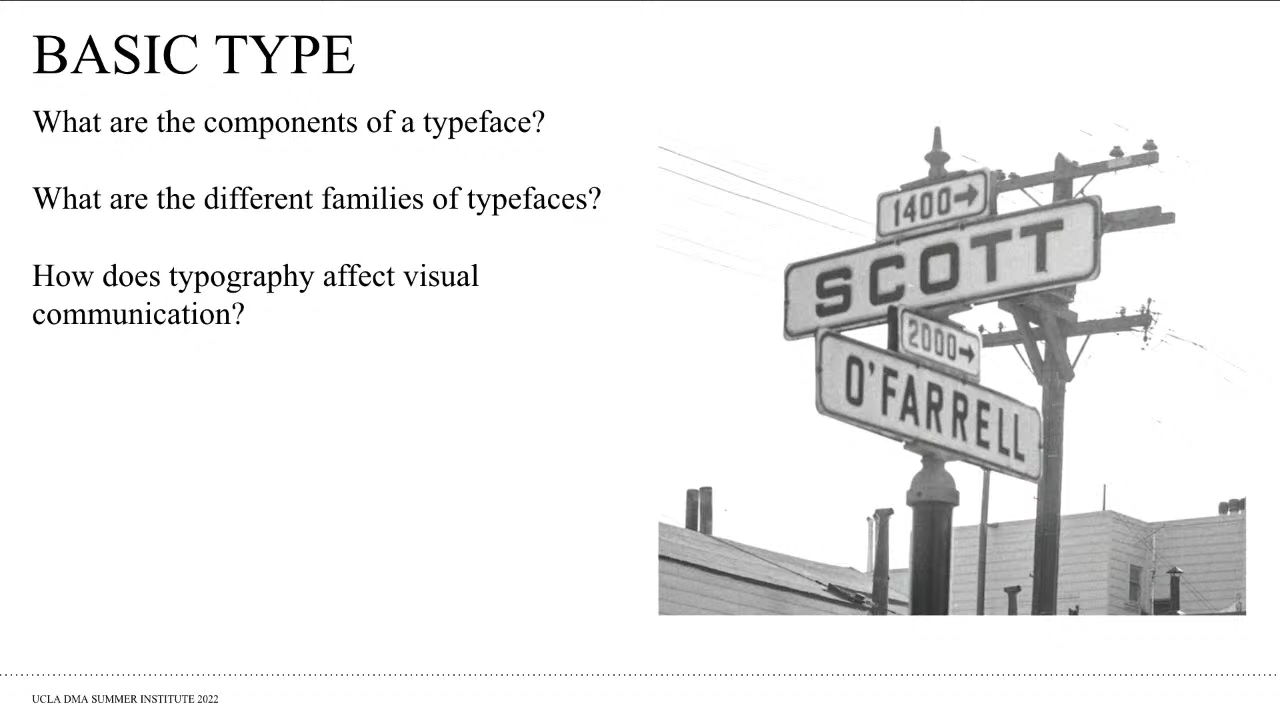 BASIC TYPE
What are the components of a typeface?
What are the different families of typefaces?
How does typography affect visual
communication?
1400→
SCOTT
2000→
O'FARRELL
UCLA DMA SUMMER INSTITUTE 2022